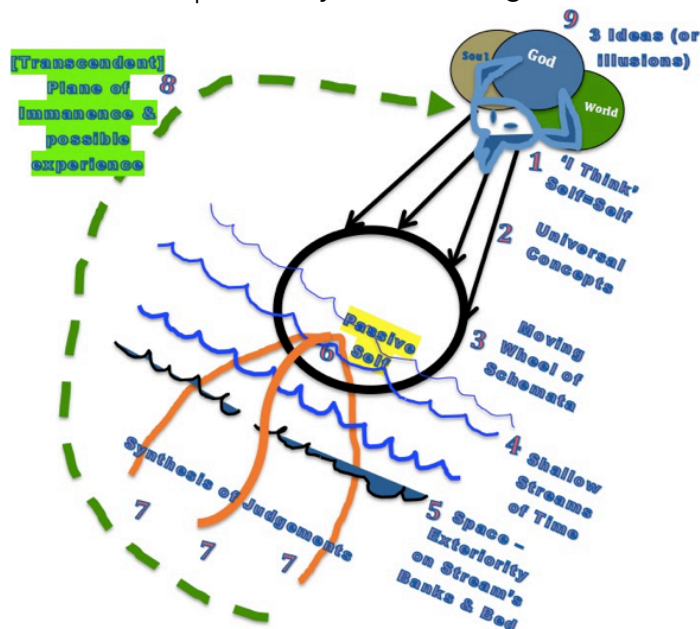 [Transcendent]
Plane of
Immanence &
possible
experience
8
9
3 Ideas (or
illusions)
Soul
God
World
1
'I Think'
Self=Self
2
Universal
Concepts
3
Moving
Wheel of
Schemata
Passive
Self
6
4
Shallow
Streams
of Time
5
Space –
Exteriority
on Stream's
Banks & Bed
Synthesis of Judgements
7
7
7